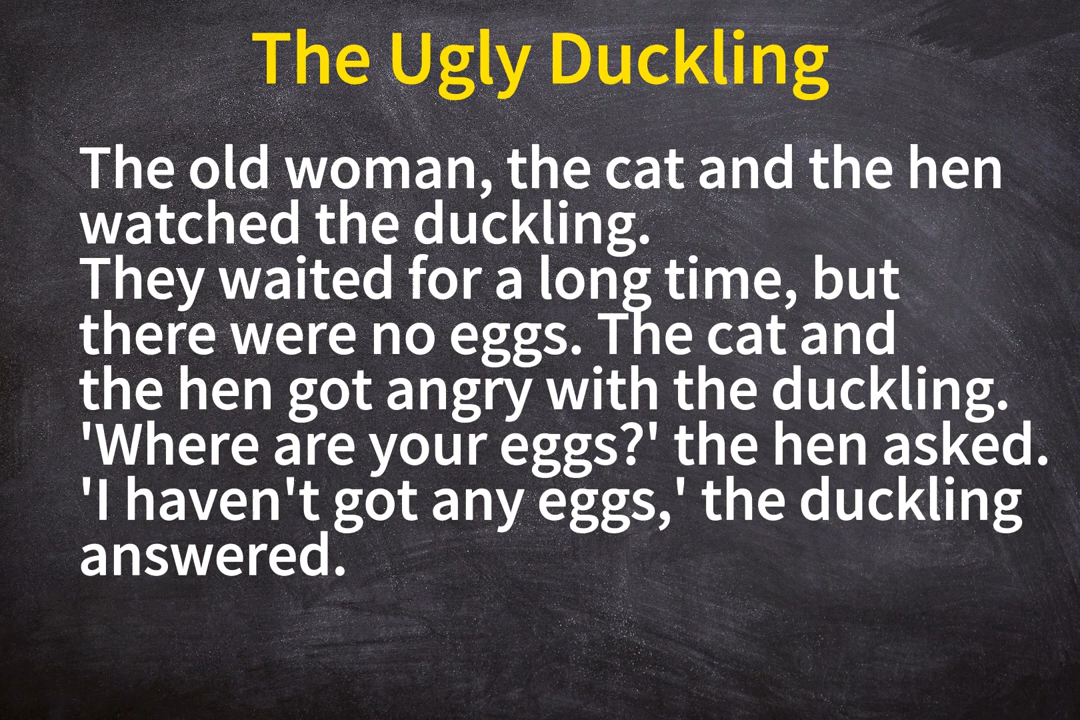 The Ugly Duckling
The old woman, the cat and the hen
watched the duckling.
They waited for a long time, but
there were no eggs. The cat and
the hen got angry with the duckling.
'Where are your eggs?' the hen asked.
'I haven't got any eggs,' the duckling
answered.